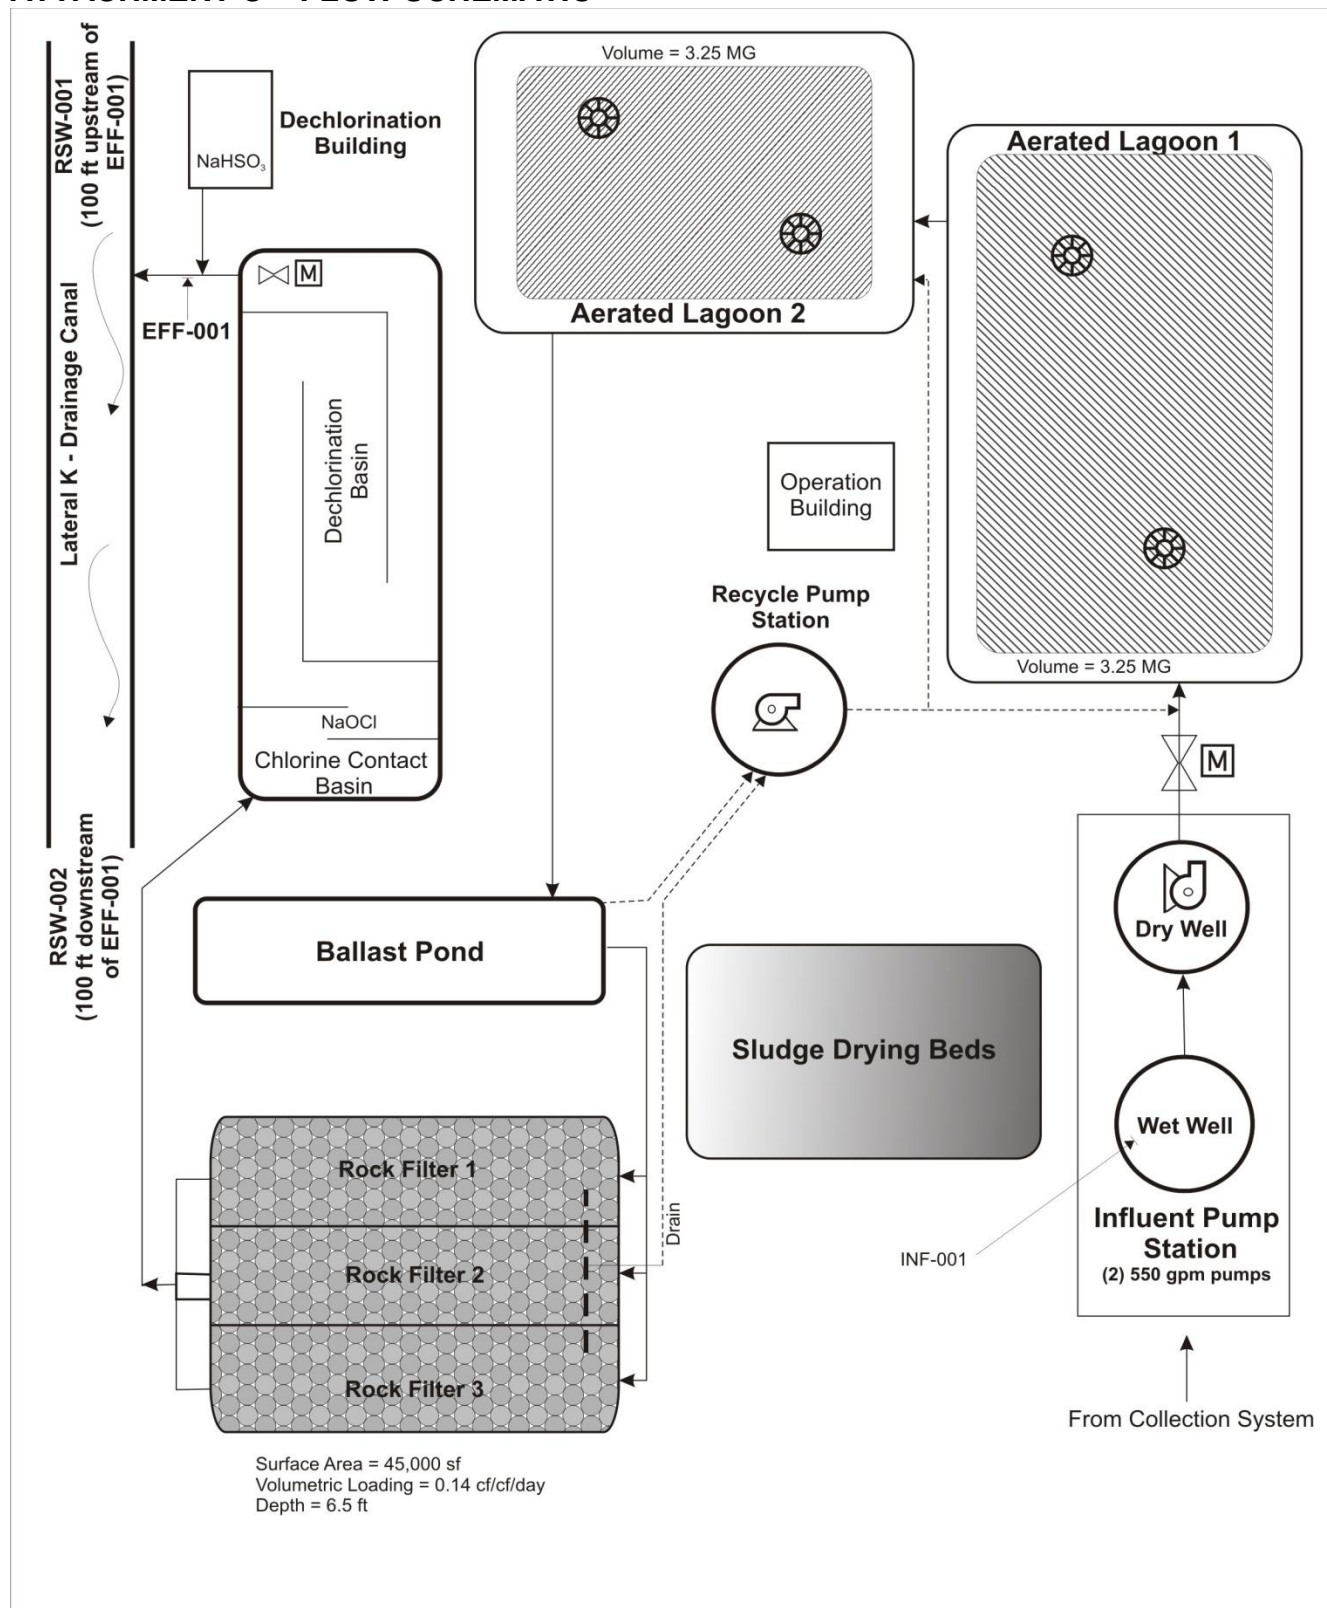 RSW-001
(100 ft upstream of
EFF-001)
Lateral K - Drainage Canal
RSW-002
(100 ft downstream
of EFF-001)
NaHSO₃
Dechlorination
Building
EFF-001
M
Dechlorination
Basin
NaOCl
Chlorine Contact
Basin
Volume = 3.25 MG
Aerated Lagoon 2
Aerated Lagoon 1
Volume = 3.25 MG
Operation
Building
Recycle Pump
Station
M
Dry Well
Wet Well
Influent Pump
Station
(2) 550 gpm pumps
INF-001
From Collection System
Ballast Pond
Sludge Drying Beds
Drain
Rock Filter 1
Rock Filter 2
Rock Filter 3
Surface Area = 45,000 sf
Volumetric Loading = 0.14 cf/cf/day
Depth = 6.5 ft